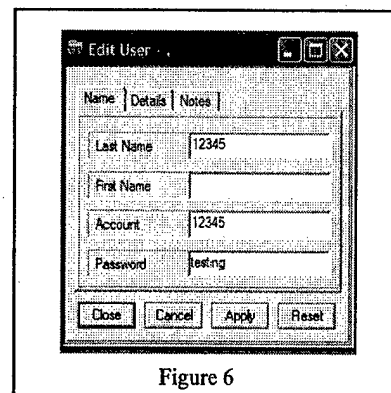 Edit User - ,
Name Details Notes
Last Name 12345
First Name
Account 12345
Password testing
Close Cancel Apply Reset
Figure 6